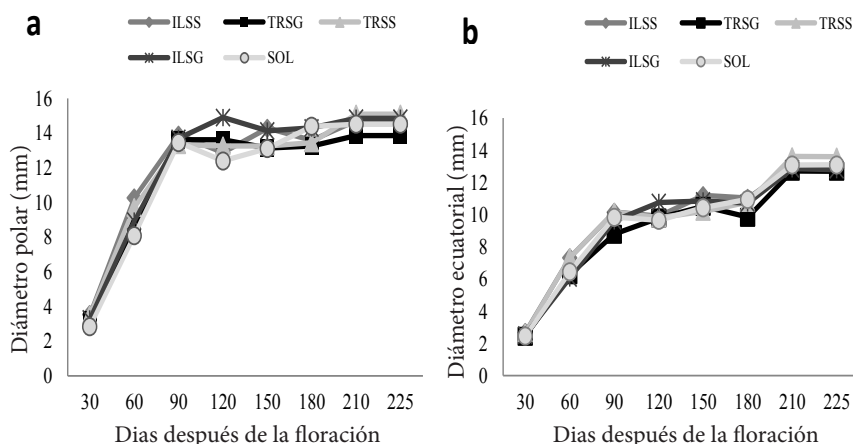 a
ILSS TRSG TRSS
ILSG SOL
16
14
12
10
8
6
4
2
0
Diámetro polar (mm)
30 60 90 120 150 180 210 225
Dias después de la floración
b
ILSS TRSG TRSS
ILSG SOL
16
14
12
10
8
6
4
2
0
Diámetro ecuatorial (mm)
30 60 90 120 150 180 210 225
Dias después de la floración